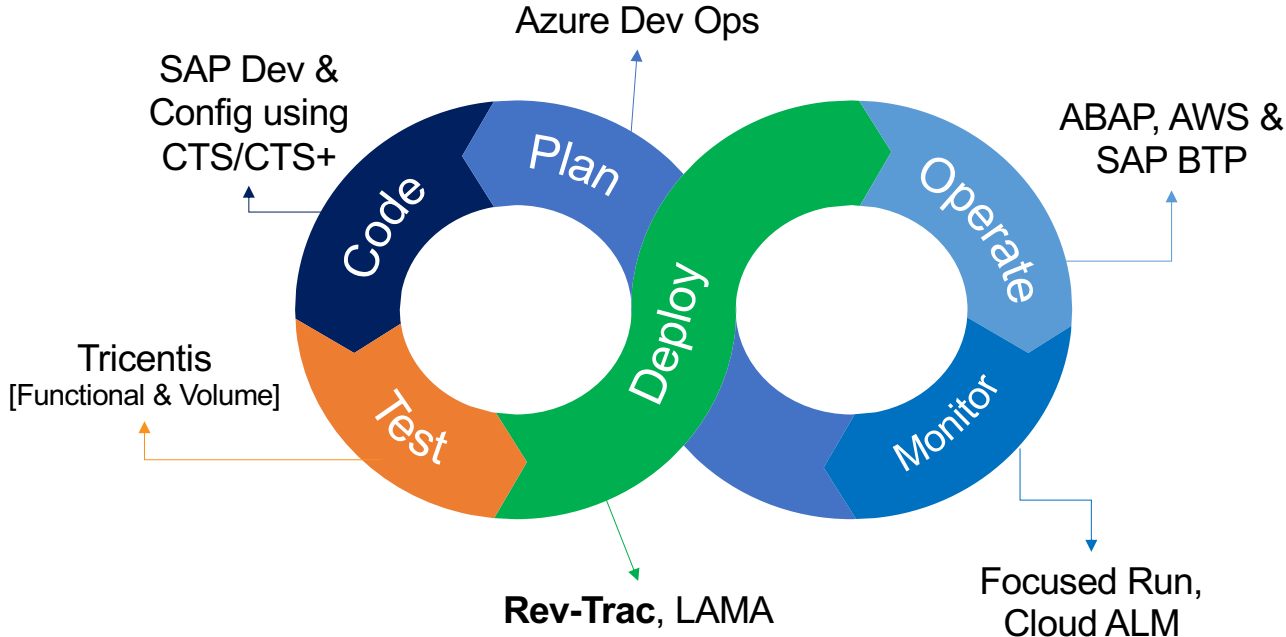 Azure Dev Ops
SAP Dev &
Config using
CTS/CTS+
ABAP, AWS &
SAP BTP
Plan
Code
Operate
Deploy
Tricentis
[Functional & Volume]
Test
Monitor
Rev-Trac, LAMA
Focused Run,
Cloud ALM